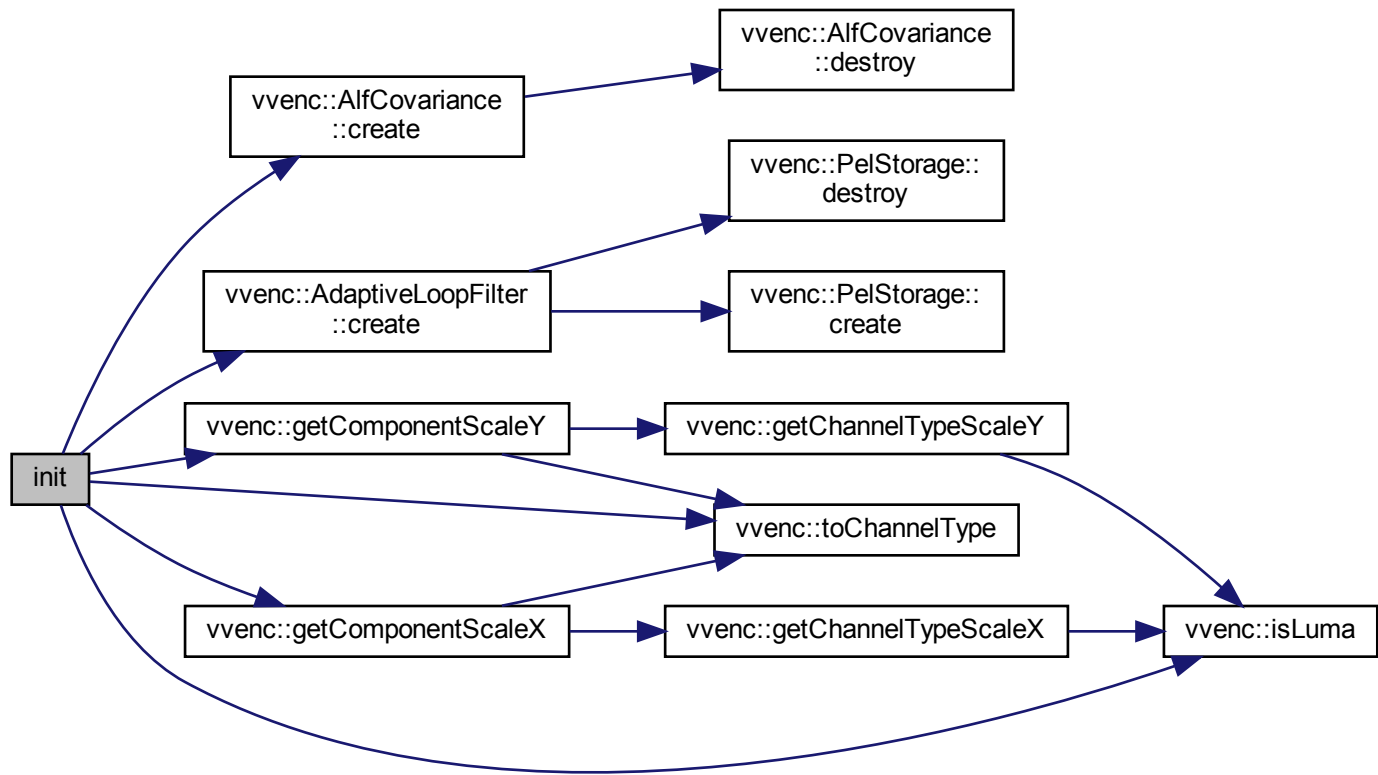 vvenc::AlfCovariance
::destroy
vvenc::AlfCovariance
::create
vvenc::PelStorage::
destroy
vvenc::AdaptiveLoopFilter
::create
vvenc::PelStorage::
create
vvenc::getComponentScaleY
vvenc::getChannelTypeScaleY
init
vvenc::toChannelType
vvenc::getComponentScaleX
vvenc::getChannelTypeScaleX
vvenc::isLuma